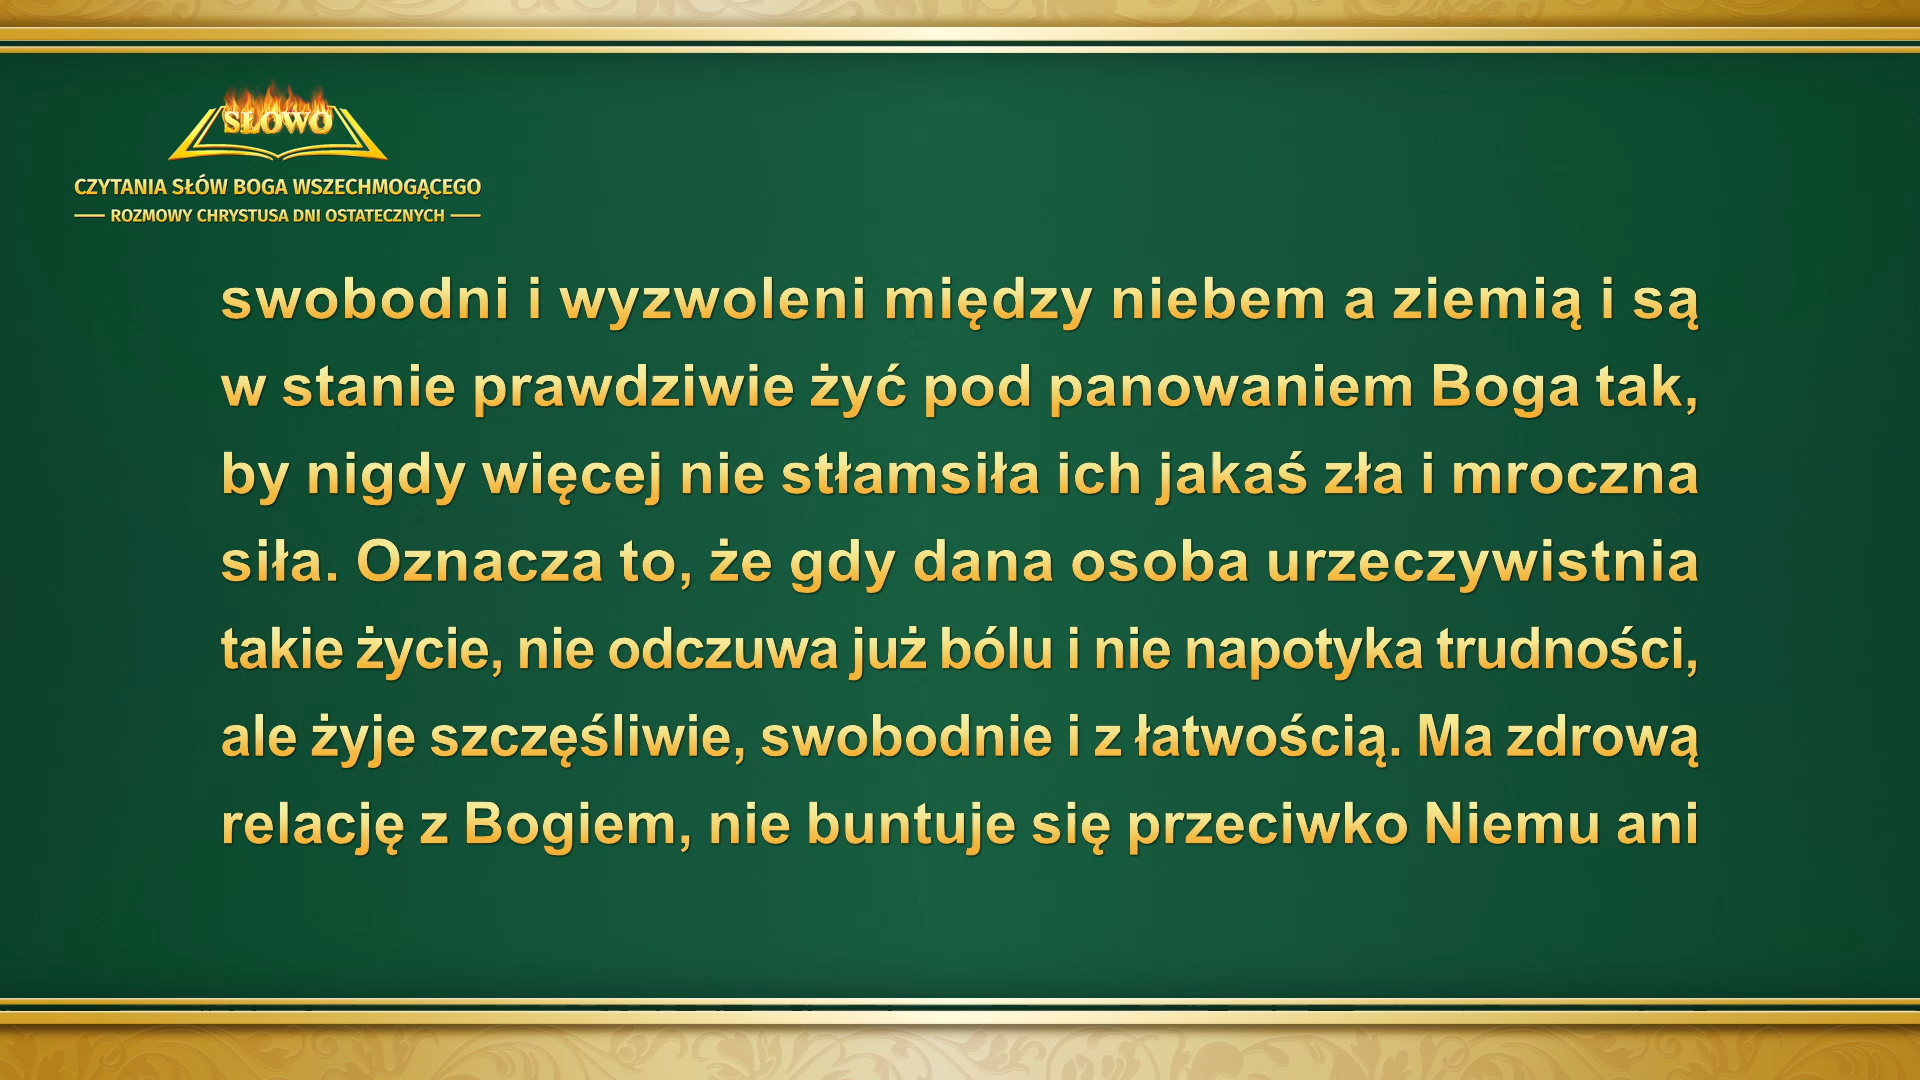 SŁOWO
CZYTANIA SŁÓW BOGA WSZECHMOGĄCEGO
ROZMOWY CHRYSTUSA DNI OSTATECZNYCH
swobodni i wyzwoleni między niebem a ziemią i są
w stanie prawdziwie żyć pod panowaniem Boga tak,
by nigdy więcej nie stłamsiła ich jakaś zła i mroczna
siła. Oznacza to, że gdy dana osoba urzeczywistnia
takie życie, nie odczuwa już bólu i nie napotyka trudności,
ale żyje szczęśliwie, swobodnie i z łatwością. Ma zdrową
relację z Bogiem, nie buntuje się przeciwko Niemu ani